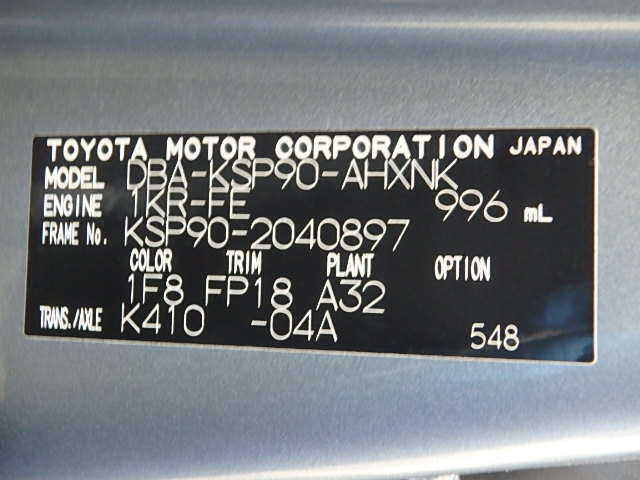 TOYOTA MOTOR CORPORATION JAPAN
MODEL DBA-KSP90-AHXNK
ENGINE 1KR-FE 996 mL
FRAME No. KSP90-2040897
COLOR TRIM PLANT OPTION
1F8 FP18 A32
TRANS./AXLE K410 -04A 548